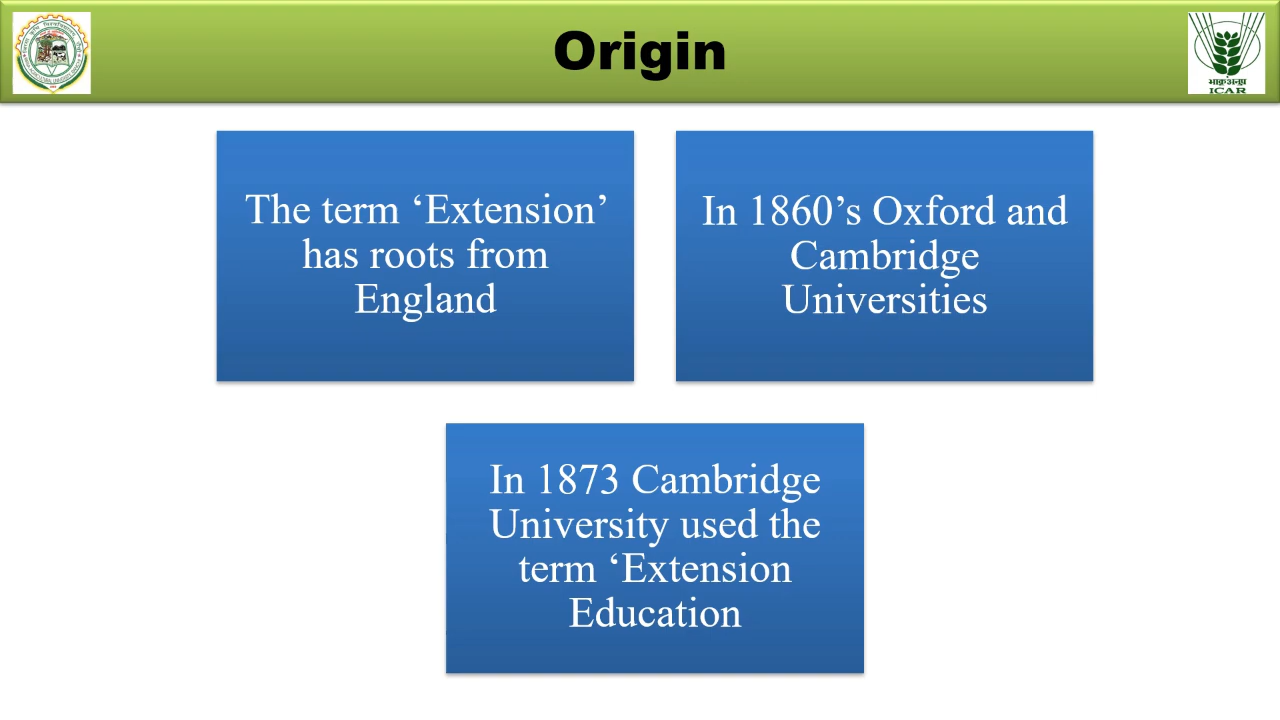 Origin
भाकृअनुप
ICAR
The term ‘Extension’
has roots from
England
In 1860’s Oxford and
Cambridge
Universities
In 1873 Cambridge
University used the
term ‘Extension
Education